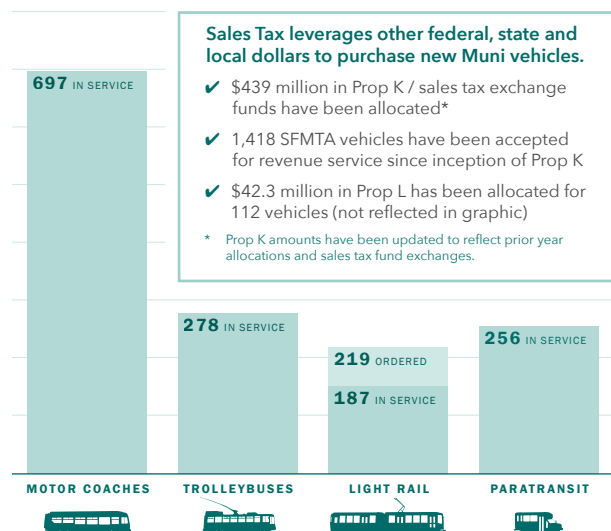 Sales Tax leverages other federal, state and
local dollars to purchase new Muni vehicles.
✔ $439 million in Prop K / sales tax exchange
funds have been allocated*
✔ 1,418 SFMTA vehicles have been accepted
for revenue service since inception of Prop K
✔ $42.3 million in Prop L has been allocated for
112 vehicles (not reflected in graphic)
* Prop K amounts have been updated to reflect prior year
allocations and sales tax fund exchanges.
697 IN SERVICE
278 IN SERVICE
219 ORDERED
187 IN SERVICE
256 IN SERVICE
MOTOR COACHES
TROLLEYBUSES
LIGHT RAIL
PARATRANSIT